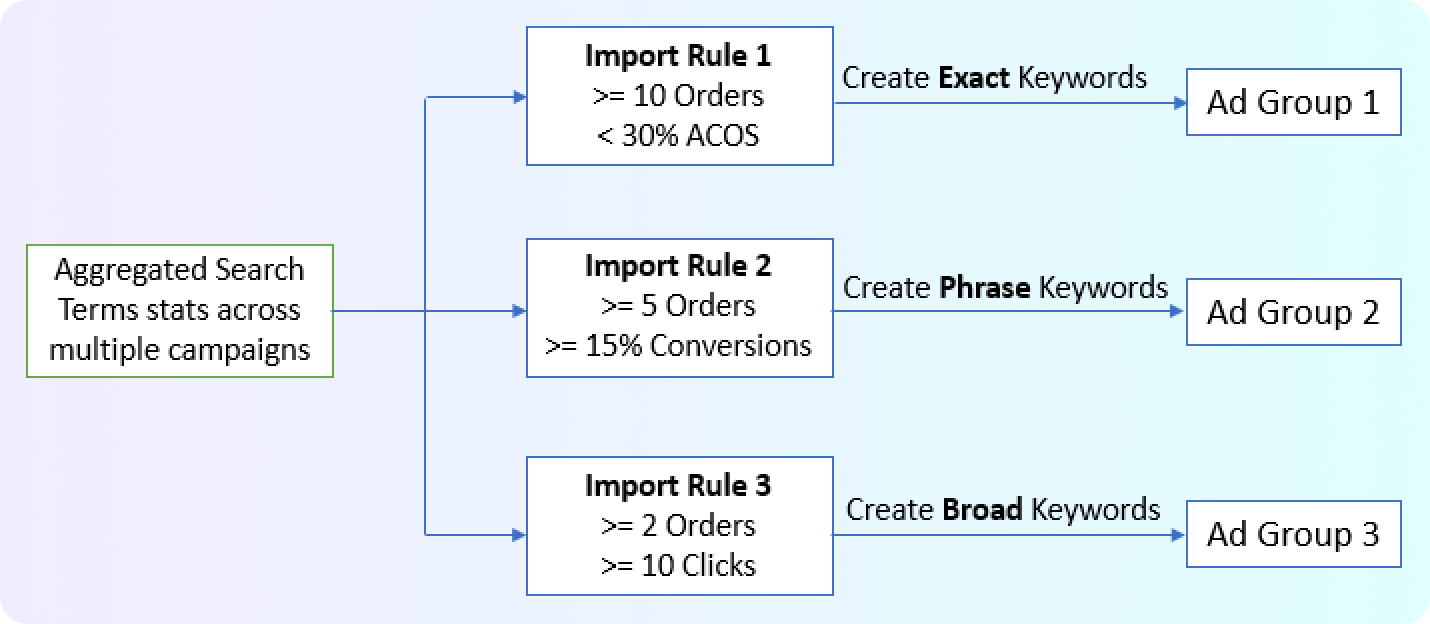 Aggregated Search
Terms stats across
multiple campaigns
Import Rule 1
>= 10 Orders
< 30% ACOS
Create Exact Keywords
Ad Group 1
Import Rule 2
>= 5 Orders
>= 15% Conversions
Create Phrase Keywords
Ad Group 2
Import Rule 3
>= 2 Orders
>= 10 Clicks
Create Broad Keywords
Ad Group 3